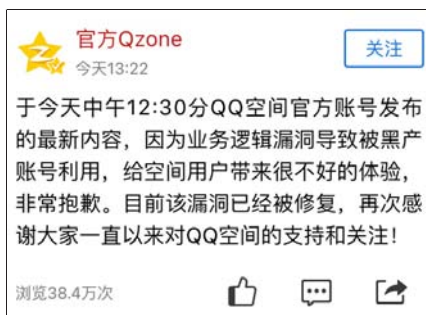 官方Qzone
关注
今天13:22
于今天中午12:30分QQ空间官方账号发布
的最新内容，因为业务逻辑漏洞导致被黑产
账号利用，给空间用户带来很不好的体验，
非常抱歉。目前该漏洞已经被修复，再次感
谢大家一直以来对QQ空间的支持和关注！
浏览38.4万次